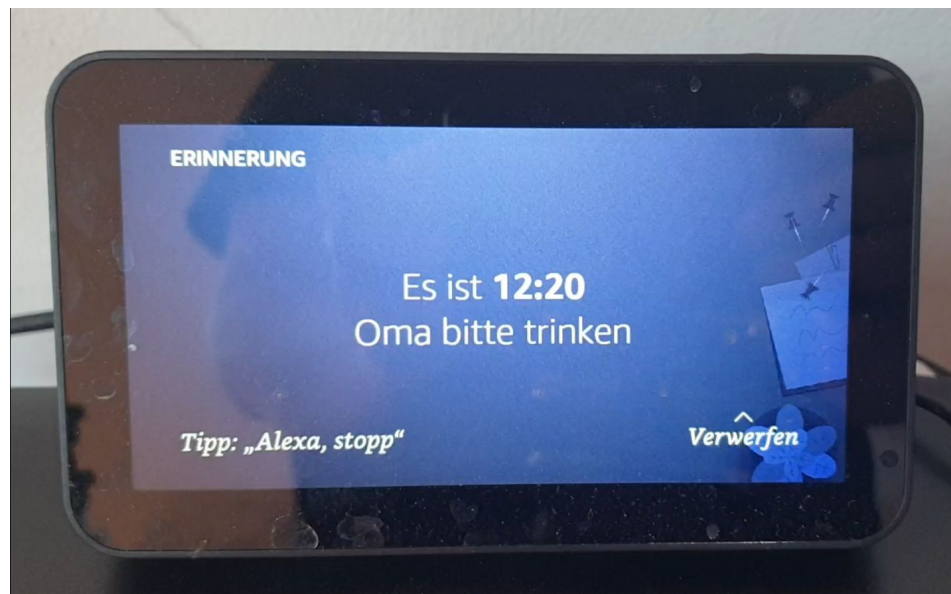 ERINNERUNG
Es ist 12:20
Oma bitte trinken
Tipp: „Alexa, stopp“
Verwerfen